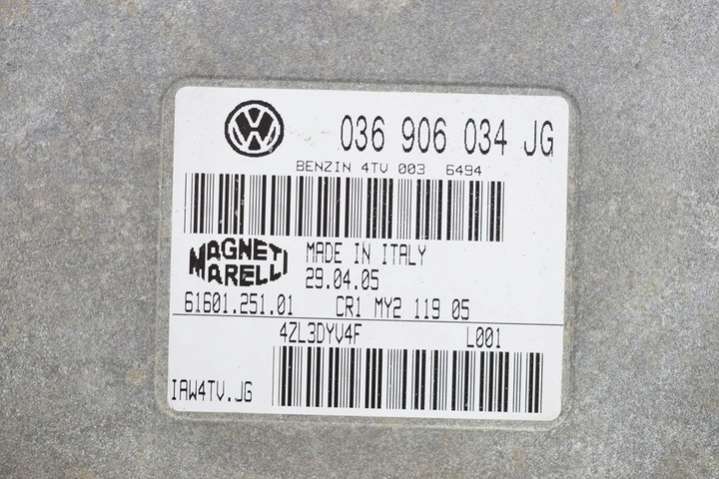 036 906 034 JG
BENZIN 4TV 003 6494
MAGNETI MARELLI
MADE IN ITALY
29.04.05
61601.251.01 CR1 MY2 119 05
4ZL3DYV4F L001
IAW4TV.JG